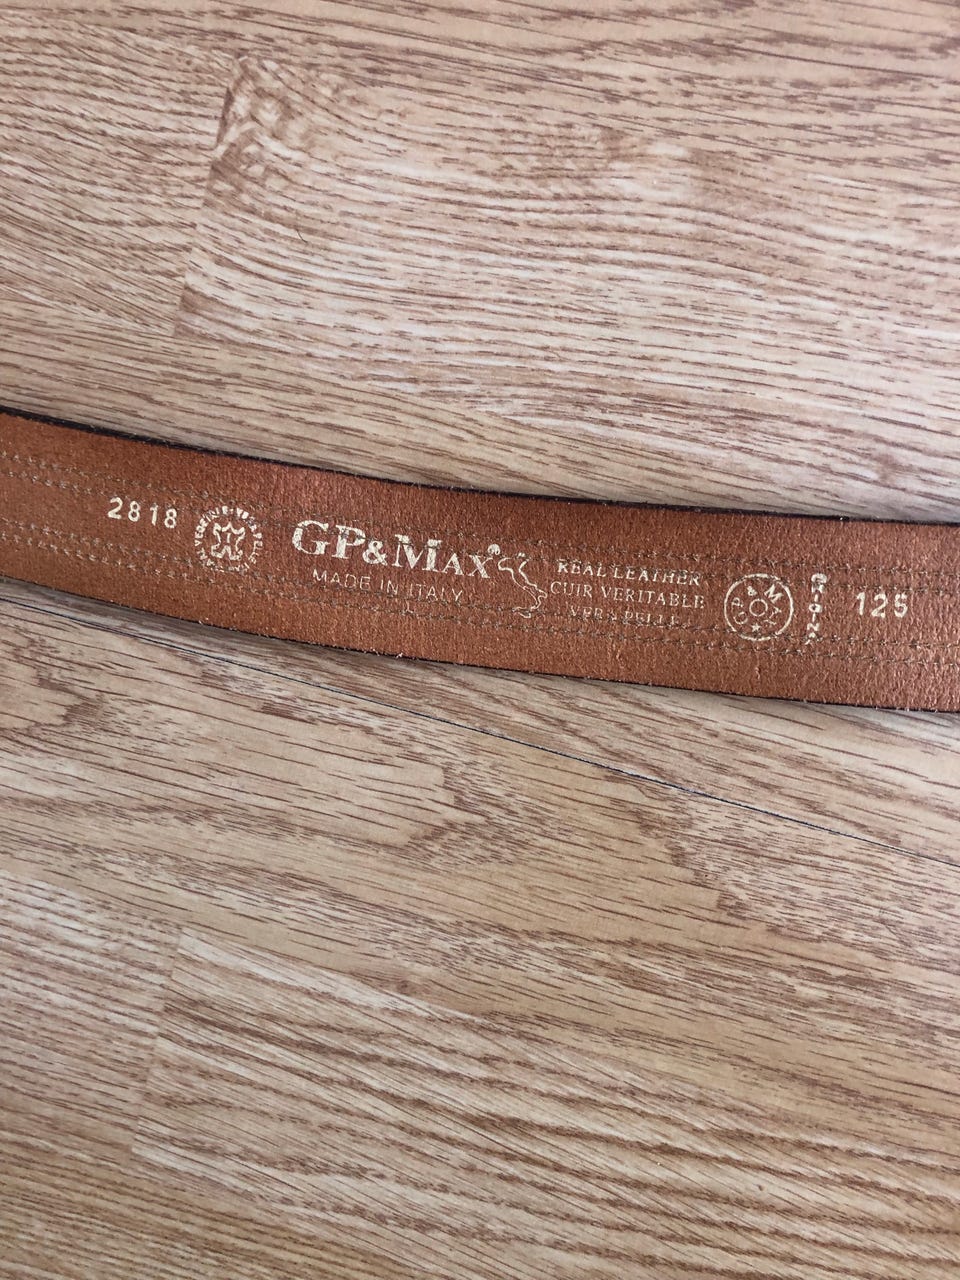 2818
GP&MAX
MADE IN ITALY
REAL LEATHER
CUIR VERITABLE
VERA PELLE
125